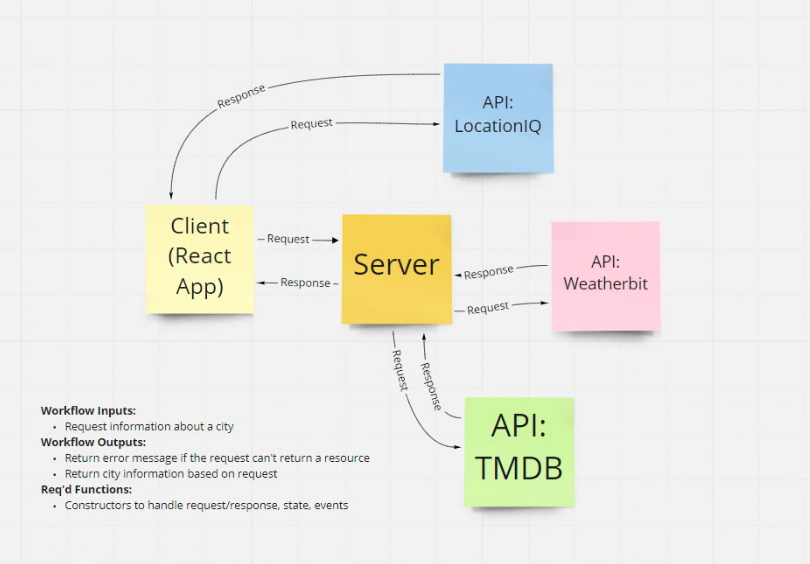 Response
Request
API:
LocationIQ
Client
(React
App)
Request
Response
Server
Response
Request
API:
Weatherbit
Request
Response
API:
TMDB
Workflow Inputs:
• Request information about a city
Workflow Outputs:
• Return error message if the request can't return a resource
• Return city information based on request
Req'd Functions:
• Constructors to handle request/response, state, events